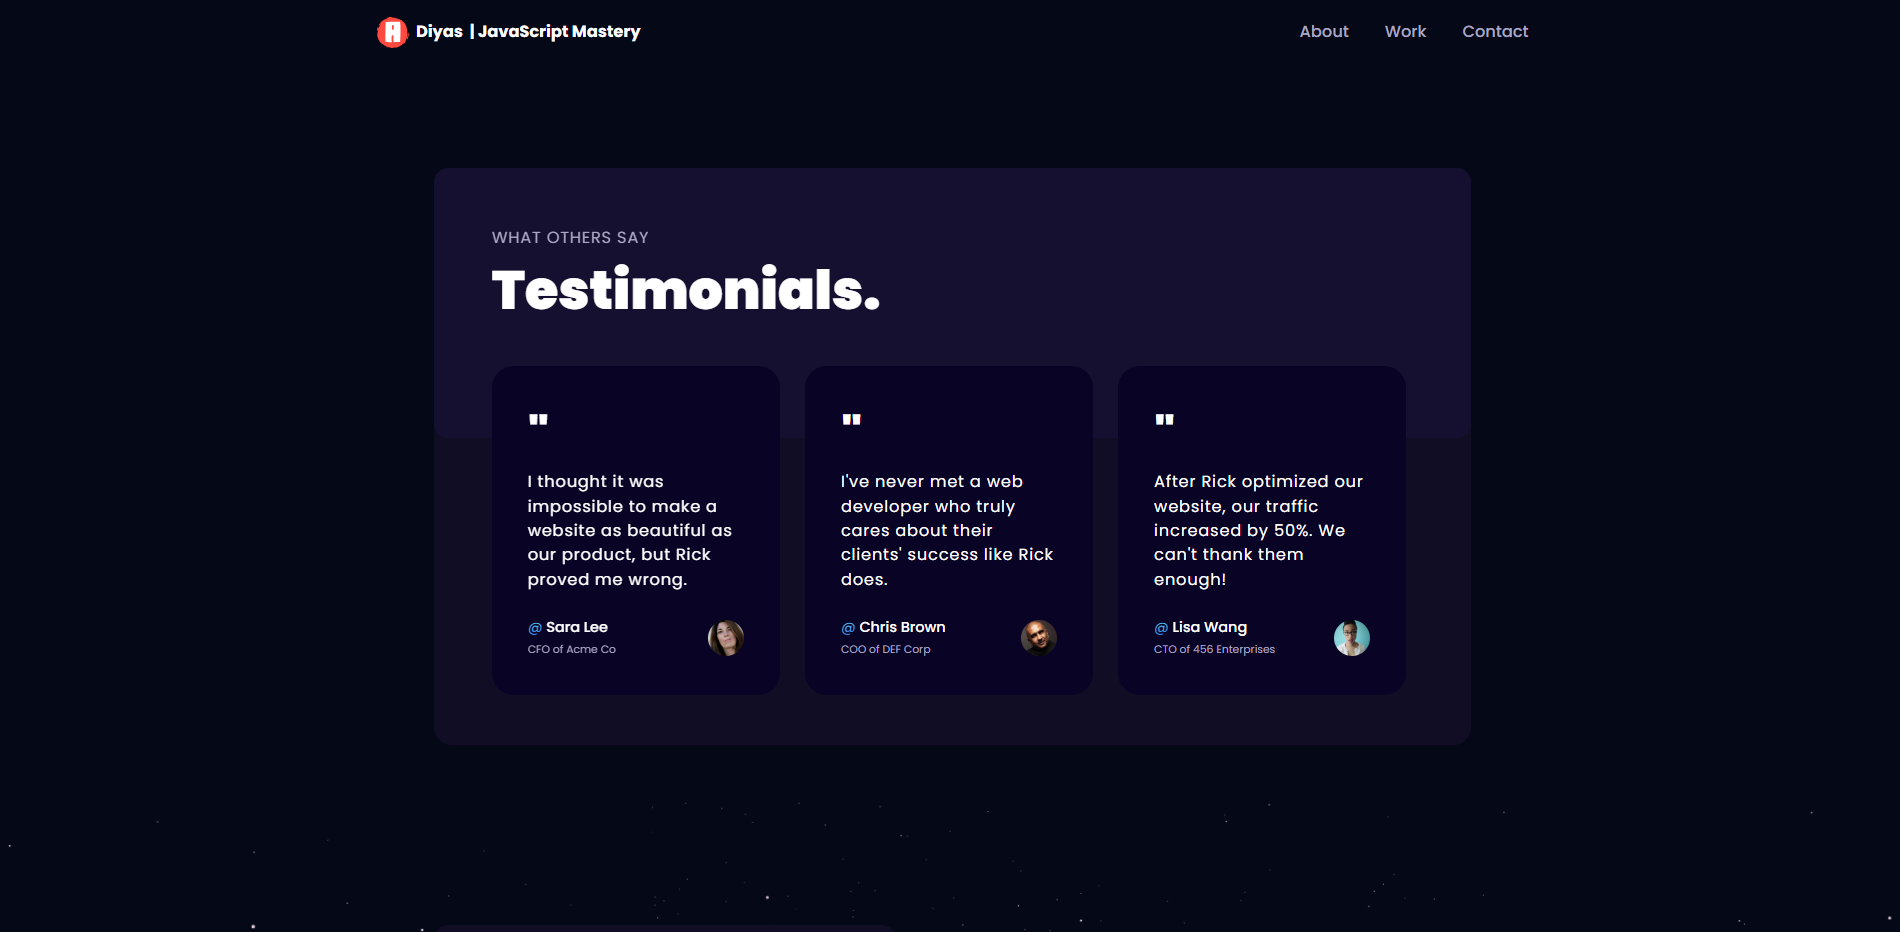 Diyas | JavaScript Mastery
About Work Contact
WHAT OTHERS SAY
Testimonials.
"
I thought it was
impossible to make a
website as beautiful as
our product, but Rick
proved me wrong.
@ Sara Lee
CFO of Acme Co
"
I've never met a web
developer who truly
cares about their
clients' success like Rick
does.
@ Chris Brown
COO of DEF Corp
"
After Rick optimized our
website, our traffic
increased by 50%. We
can't thank them
enough!
@ Lisa Wang
CTO of 456 Enterprises